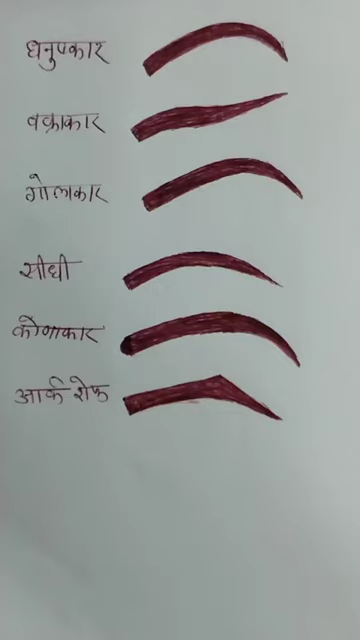 धनुषकार
वक्राकार
गोलाकार
सीधी
कोणाकार
आर्क शेफ